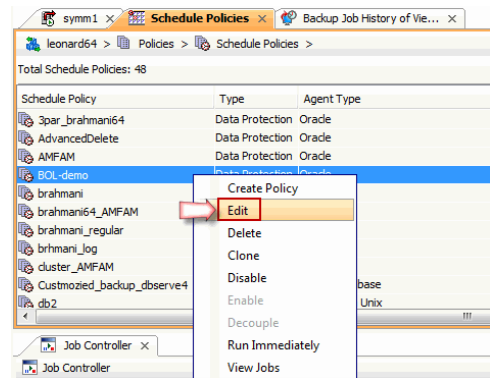 symm1 Schedule Policies Backup Job History of Vie...
leonard64 > Policies > Schedule Policies >
Total Schedule Policies: 48
Schedule Policy Type Agent Type
3par_brahmani64 Data Protection Oracle
AdvancedDelete Data Protection Oracle
AMFAM Data Protection Oracle
BOL-demo Data Protection Oracle
brahmani
Create Policy
brahmani64_AMFAM
Edit
brahmani_regular
Delete
brhmani_log
Clone
cluster_AMFAM
Disable
Custmozied_backup_dbserve4 base
Enable
db2 Unix
Decouple
Job Controller
Run Immediately
Job Controller
View Jobs